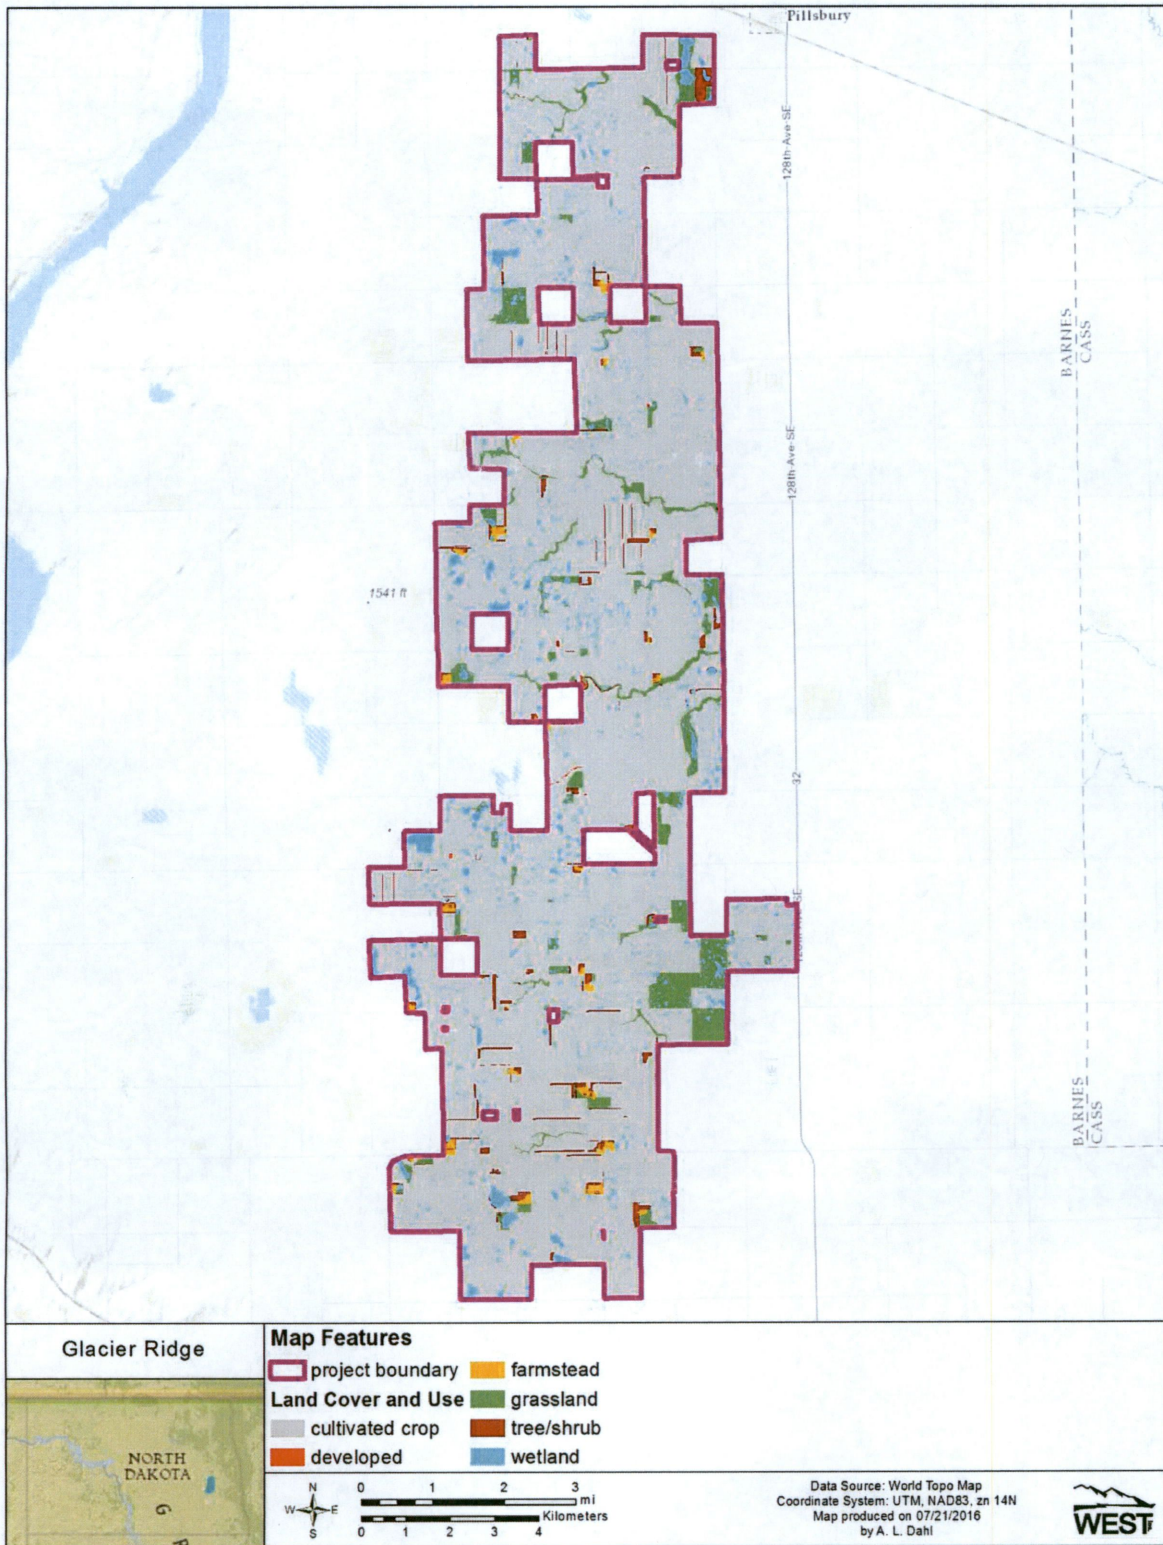 Pillsbury
128th-Ave-SE
BARNES
CASS
128th-Ave-SE
1541 ft
32
BARNES
CASS
Glacier Ridge
Map Features
project boundary
farmstead
Land Cover and Use
grassland
cultivated crop
tree/shrub
developed
wetland
NORTH
DAKOTA
G
N
W E
S
0 1 2 3
mi
Kilometers
0 1 2 3 4
Data Source: World Topo Map
Coordinate System: UTM, NAD83, zn 14N
Map produced on 07/21/2016
by A. L. Dahl
WEST